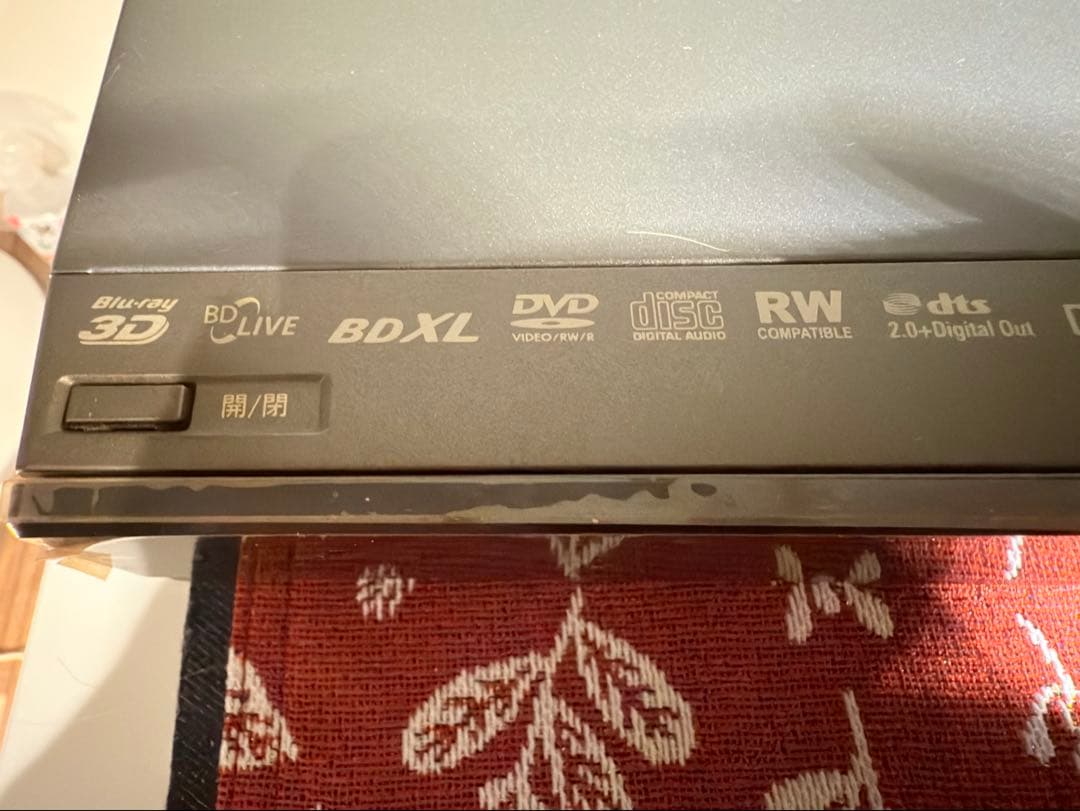 Blu-ray 3D
BD LIVE
BDXL
DVD
VIDEO/RW/R
COMPACT
disc
DIGITAL AUDIO
RW
COMPATIBLE
dts
2.0+Digital Out
開/閉